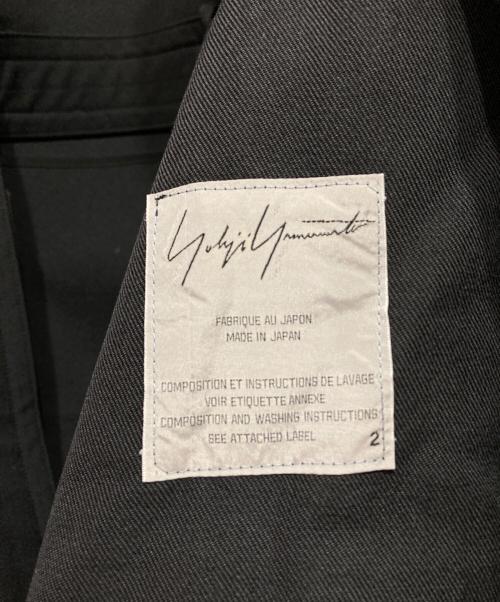 Yohji Yamamoto
FABRIQUE AU JAPON
MADE IN JAPAN
COMPOSITION ET INSTRUCTIONS DE LAVAGE
VOIR ETIQUETTE ANNEXE
COMPOSITION AND WASHING INSTRUCTIONS
SEE ATTACHED LABEL
2